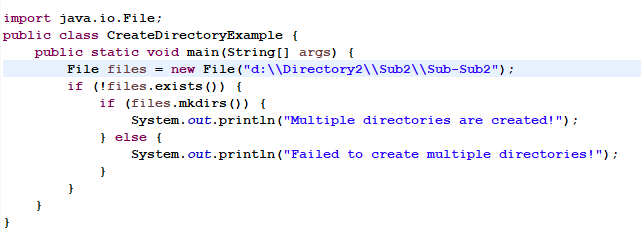 import java.io.File;
public class CreateDirectoryExample {
    public static void main(String[] args) {
        File files = new File("d:\\Directory2\\Sub2\\Sub-Sub2");
        if (!files.exists()) {
            if (files.mkdirs()) {
                System.out.println("Multiple directories are created!");
            } else {
                System.out.println("Failed to create multiple directories!");
            }
        }
    }
}